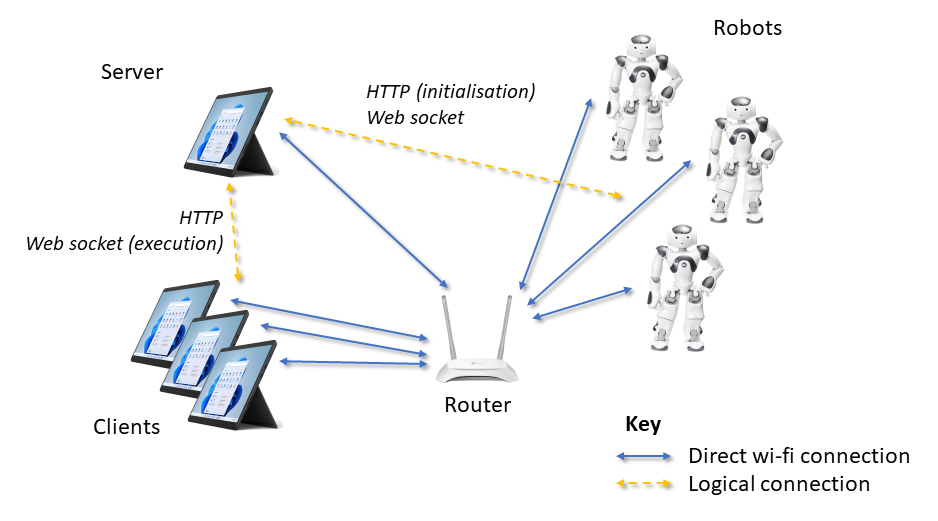 Robots
Server
HTTP (initialisation)
Web socket
HTTP
Web socket (execution)
Router
Clients
Key
Direct wi-fi connection
Logical connection